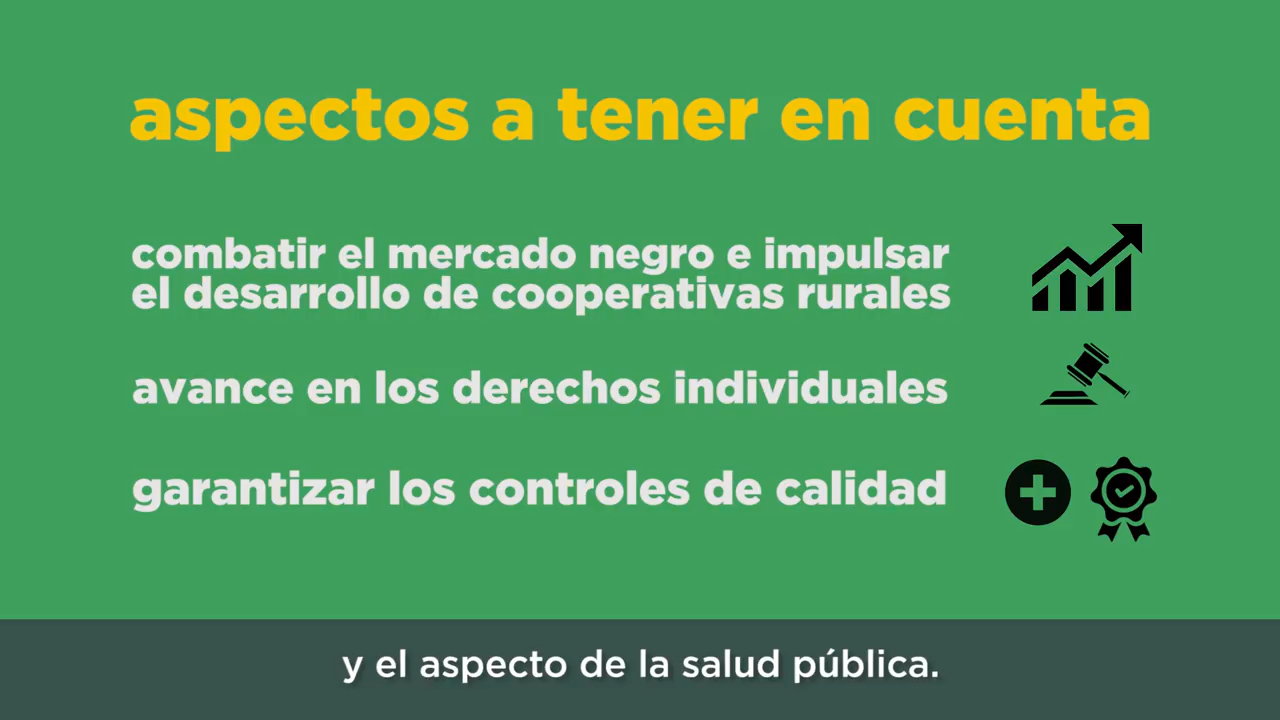 aspectos a tener en cuenta
combatir el mercado negro e impulsar
el desarrollo de cooperativas rurales
avance en los derechos individuales
garantizar los controles de calidad
y el aspecto de la salud pública.